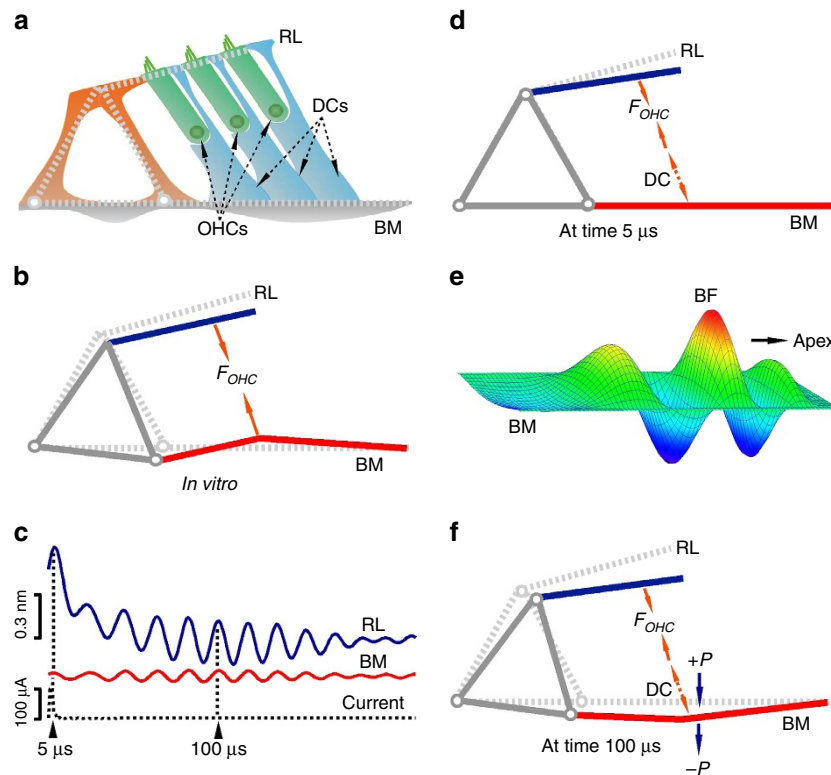 a
RL
DCs
OHCs
BM
b
RL
F_OHC
BM
In vitro
c
0.3 nm
RL
BM
100 µA
Current
5 µs
100 µs
d
RL
F_OHC
DC
BM
At time 5 µs
e
BF
Apex
BM
f
RL
F_OHC
+P
DC
BM
At time 100 µs
–P